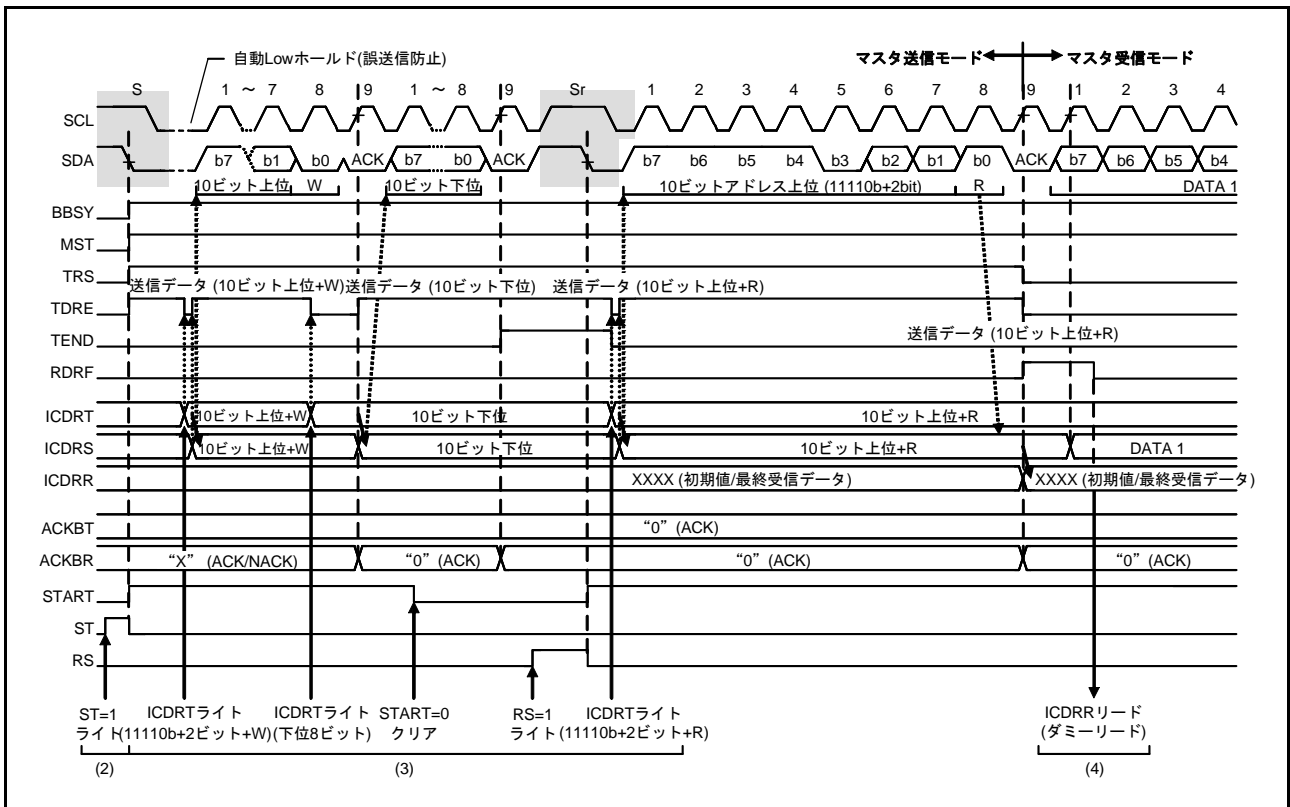 自動Lowホールド(誤送信防止)
マスタ送信モード マスタ受信モード
S 1 ～ 7 8 9 1 ～ 8 9 Sr 1 2 3 4 5 6 7 8 9 1 2 3 4
SCL
SDA b7 b1 b0 ACK b7 b0 ACK b7 b6 b5 b4 b3 b2 b1 b0 ACK b7 b6 b5 b4
10ビット上位 W 10ビット下位 10ビットアドレス上位 (11110b+2bit) R DATA 1
BBSY
MST
TRS
送信データ (10ビット上位+W) 送信データ (10ビット下位) 送信データ (10ビット上位+R)
TDRE
TEND 送信データ (10ビット上位+R)
RDRF
ICDRT 10ビット上位+W 10ビット下位 10ビット上位+R
ICDRS 10ビット上位+W 10ビット下位 10ビット上位+R DATA 1
ICDRR XXXX (初期値/最終受信データ) XXXX (初期値/最終受信データ)
ACKBT “0” (ACK)
ACKBR “X” (ACK/NACK) “0” (ACK) “0” (ACK) “0” (ACK)
START
ST
RS
ST=1 ICDRTライト ICDRTライト START=0 RS=1 ICDRTライト ICDRRリード
ライト (11110b+2ビット+W) (下位8ビット) クリア ライト (11110b+2ビット+R) (ダミーリード)
(2) (3) (4)